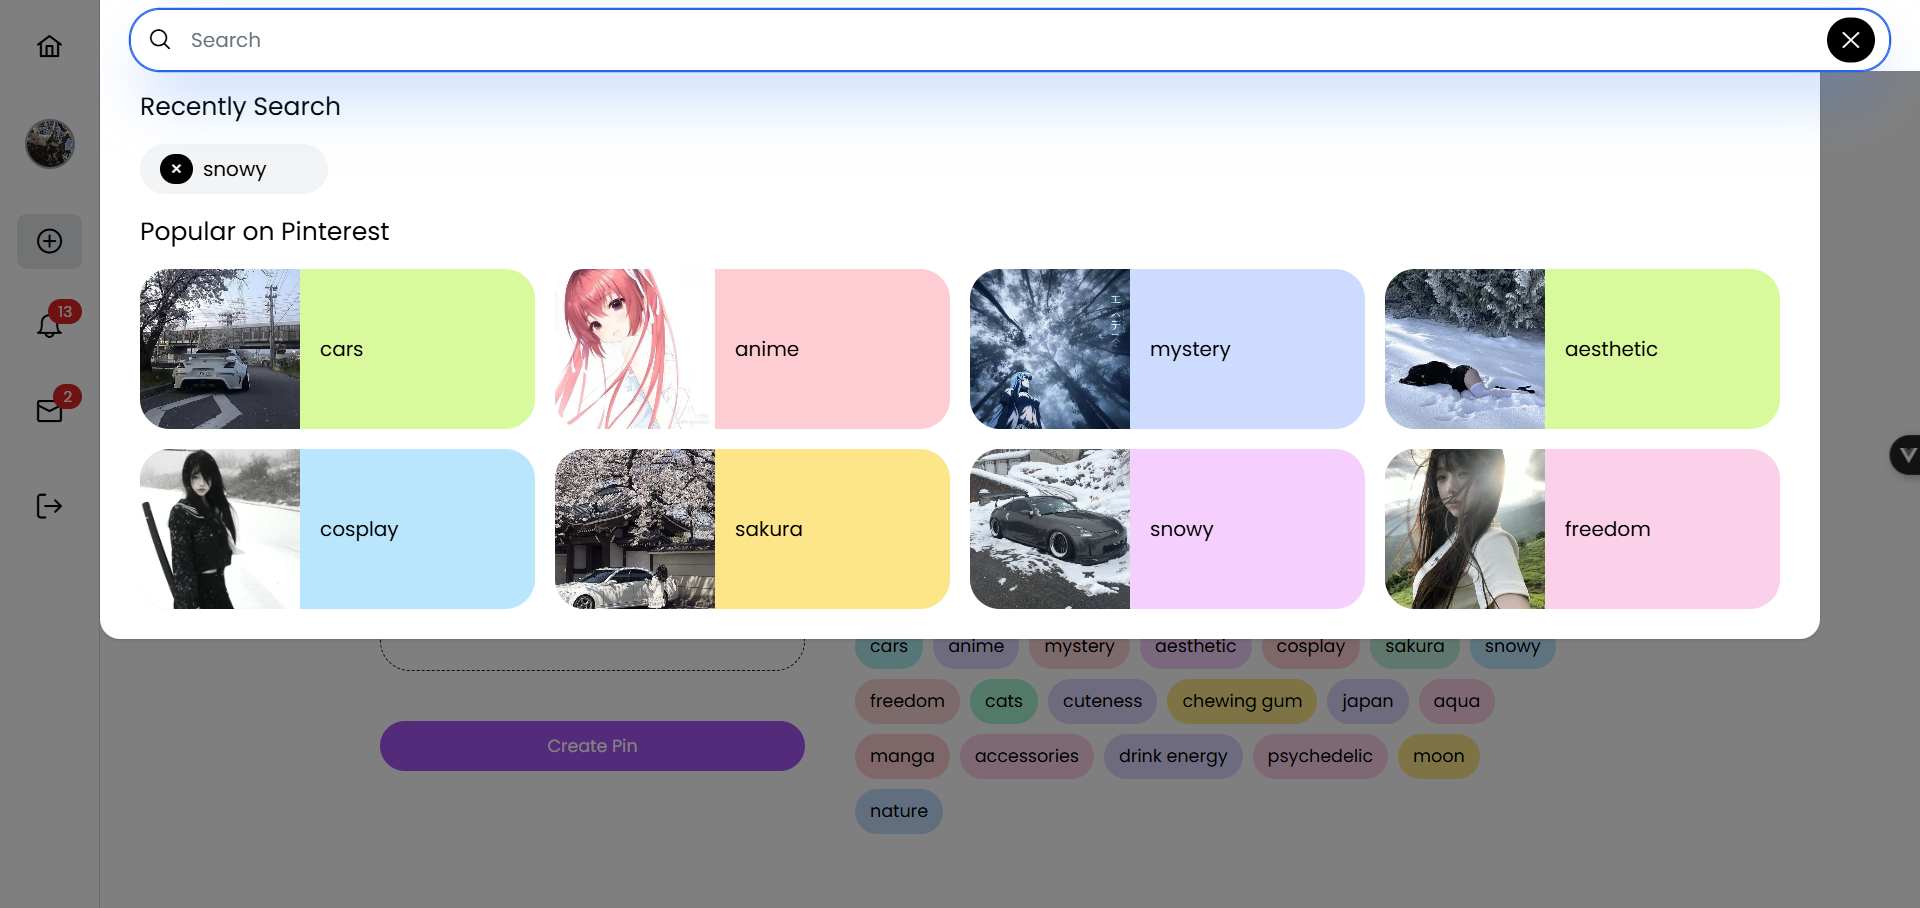 Search
Recently Search
snowy
Popular on Pinterest
cars
anime
mystery
aesthetic
cosplay
sakura
snowy
freedom
13
2
cars anime mystery aesthetic cosplay sakura snowy
freedom cats cuteness chewing gum japan aqua
manga accessories drink energy psychedelic moon
nature
Create Pin